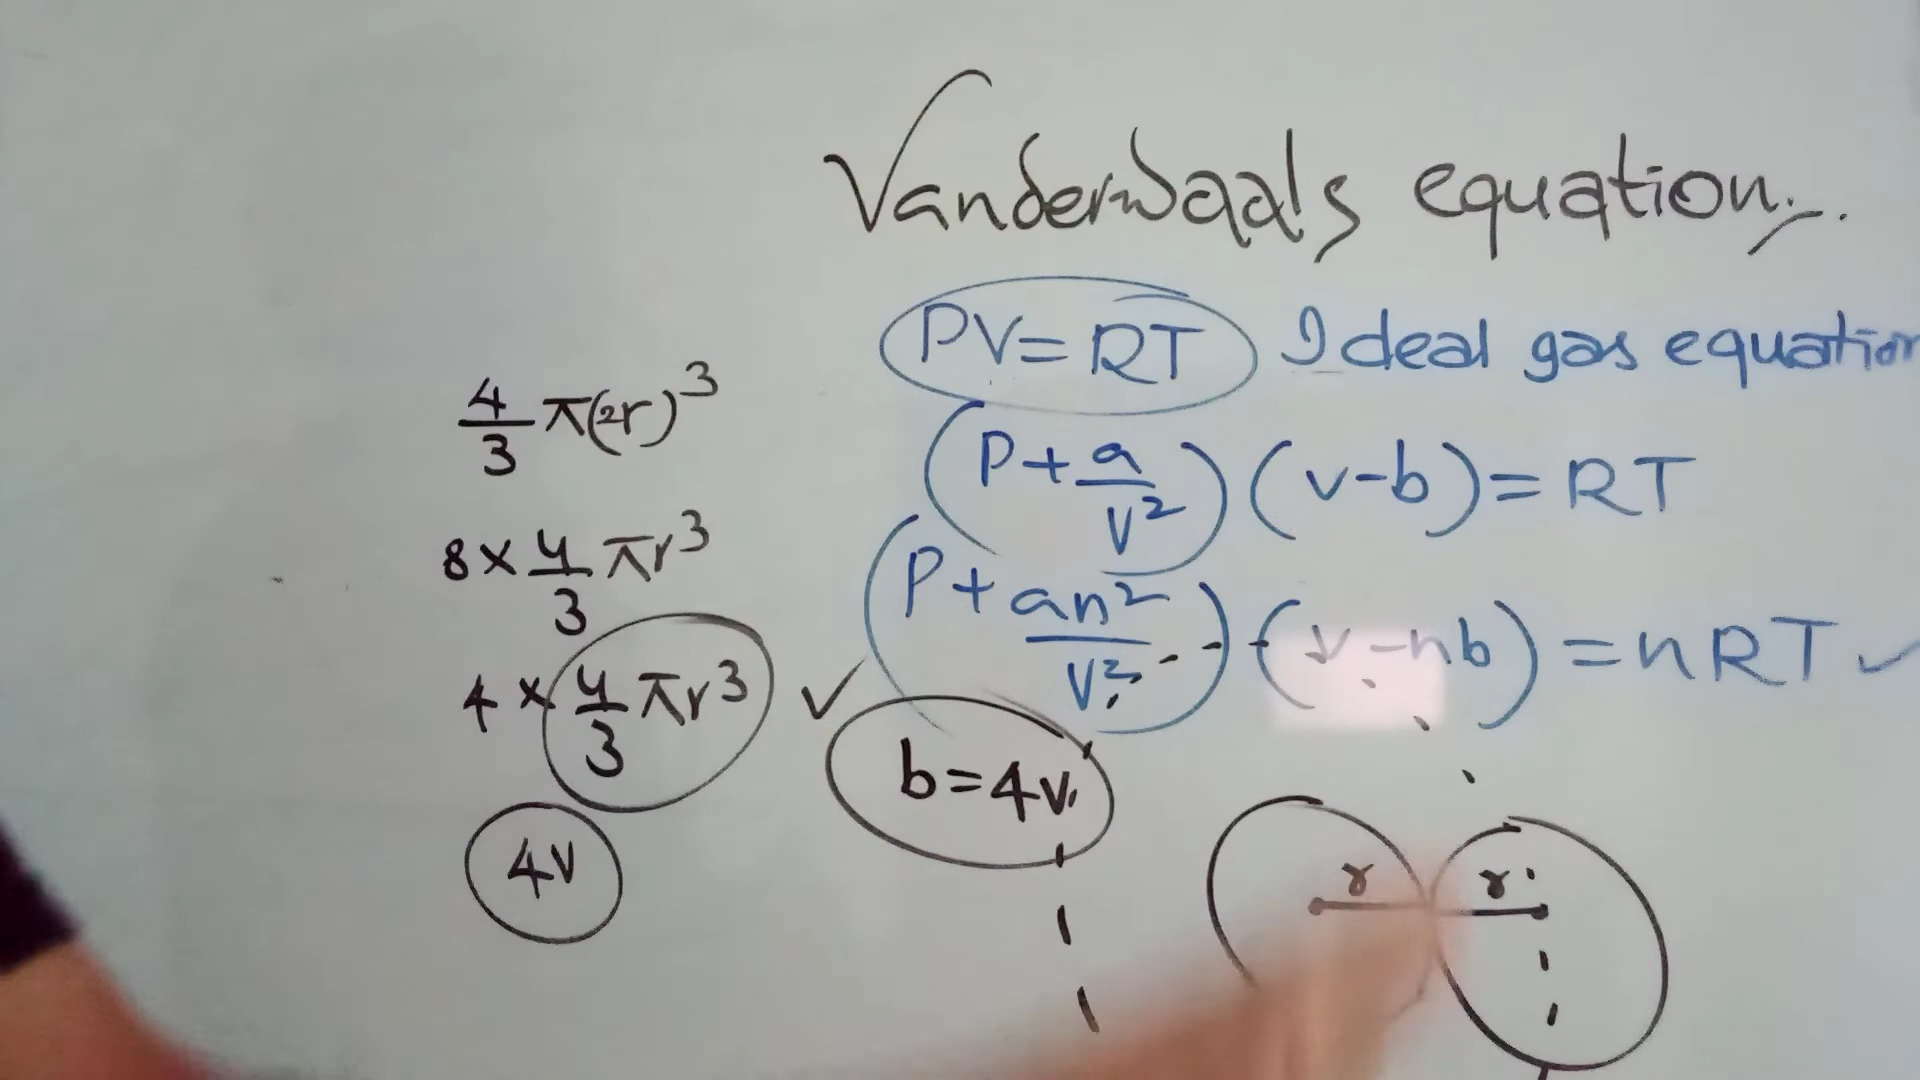 Vanderwaals equation
PV=RT Ideal gas equation
(P+a/V²)(v-b)=RT
(P+an²/V²)(v-nb)=nRT ✓
4/3 π(2r)³
8×4/3 πr³
4×4/3 πr³ ✓
4v
b=4v
r r